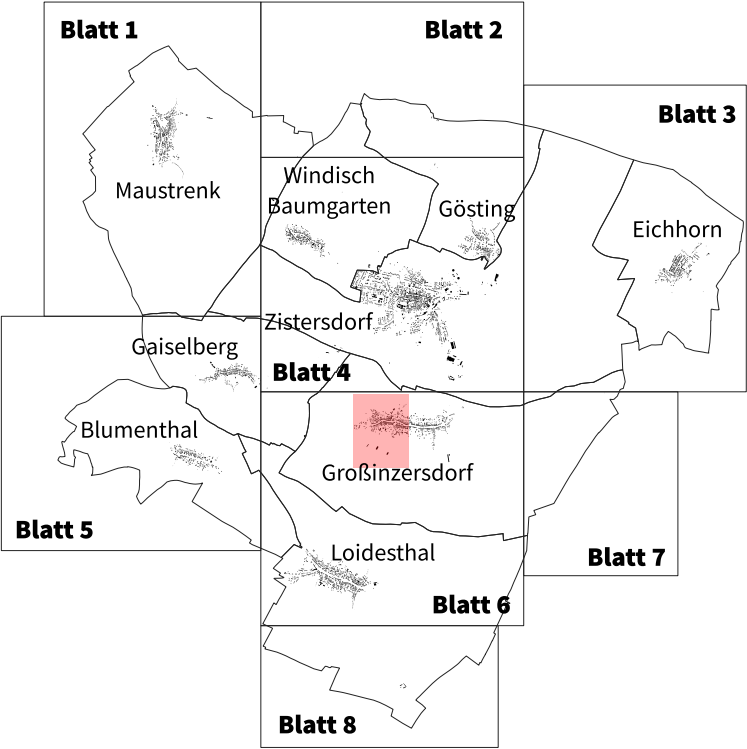 Blatt 1
Blatt 2
Blatt 3
Maustrenk
Windisch
Baumgarten
Gösting
Eichhorn
Zistersdorf
Gaiselberg
Blatt 4
Blumenthal
Großinzersdorf
Blatt 5
Loidesthal
Blatt 7
Blatt 6
Blatt 8